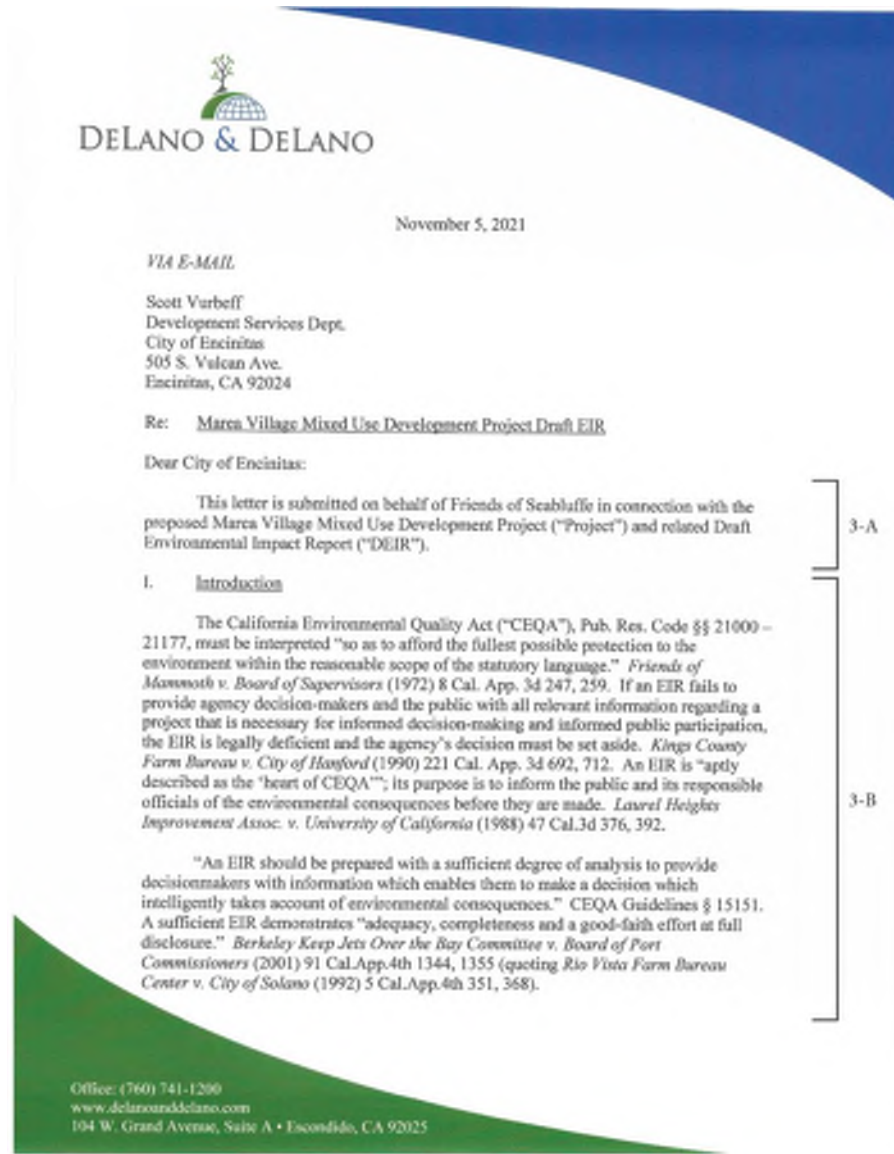 DELANO & DELANO
November 5, 2021
VIA E-MAIL
Scott Vurbeff
Development Services Dept.
City of Encinitas
505 S. Vulcan Ave.
Encinitas, CA 92024
Re: Marea Village Mixed Use Development Project Draft EIR
Dear City of Encinitas:
This letter is submitted on behalf of Friends of Seabluffe in connection with the
proposed Marea Village Mixed Use Development Project ("Project") and related Draft
Environmental Impact Report ("DEIR").
3-A
I. Introduction
The California Environmental Quality Act ("CEQA"), Pub. Res. Code §§ 21000 –
21177, must be interpreted "so as to afford the fullest possible protection to the
environment within the reasonable scope of the statutory language." Friends of
Mammoth v. Board of Supervisors (1972) 8 Cal. App. 3d 247, 259. If an EIR fails to
provide agency decision-makers and the public with all relevant information regarding a
project that is necessary for informed decision-making and informed public participation,
the EIR is legally deficient and the agency's decision must be set aside. Kings County
Farm Bureau v. City of Hanford (1990) 221 Cal. App. 3d 692, 712. An EIR is "aptly
described as the 'heart of CEQA'"; its purpose is to inform the public and its responsible
officials of the environmental consequences before they are made. Laurel Heights
Improvement Assoc. v. University of California (1988) 47 Cal.3d 376, 392.
3-B
"An EIR should be prepared with a sufficient degree of analysis to provide
decisionmakers with information which enables them to make a decision which
intelligently takes account of environmental consequences." CEQA Guidelines § 15151.
A sufficient EIR demonstrates "adequacy, completeness and a good-faith effort at full
disclosure." Berkeley Keep Jets Over the Bay Committee v. Board of Port
Commissioners (2001) 91 Cal.App.4th 1344, 1355 (quoting Rio Vista Farm Bureau
Center v. City of Solano (1992) 5 Cal.App.4th 351, 368).
Office: (760) 741-1200
www.delanoanddelano.com
104 W. Grand Avenue, Suite A • Escondido, CA 92025